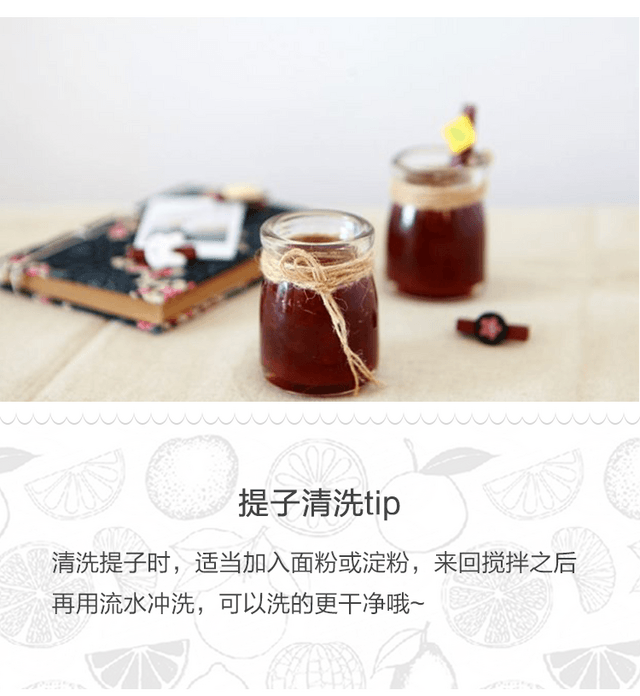 提子清洗tip
清洗提子时，适当加入面粉或淀粉，来回搅拌之后
再用流水冲洗，可以洗的更干净哦~